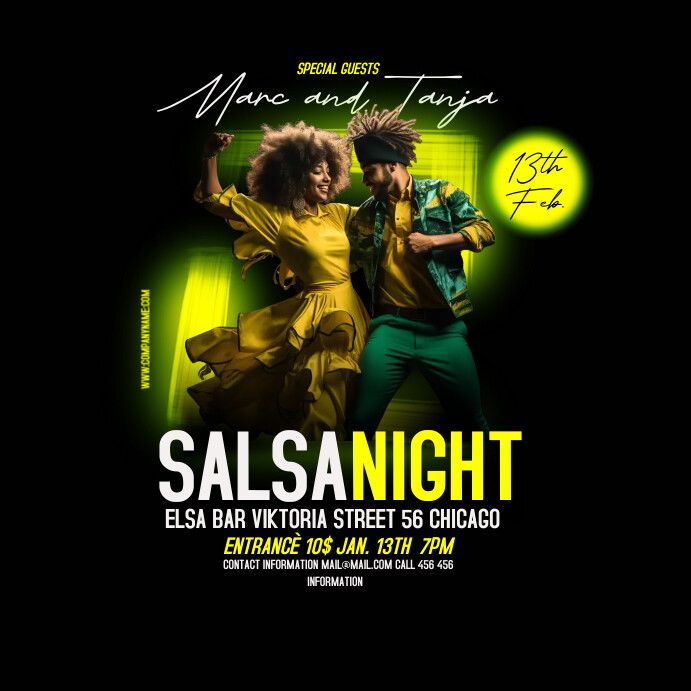 SPECIAL GUESTS
Marc and Tanja
13th
Feb.
WWW.COMPANYNAME.COM
SALSANIGHT
ELSA BAR VIKTORIA STREET 56 CHICAGO
ENTRANCÈ 10$ JAN. 13TH 7PM
CONTACT INFORMATION MAIL@MAIL.COM CALL 456 456
INFORMATION